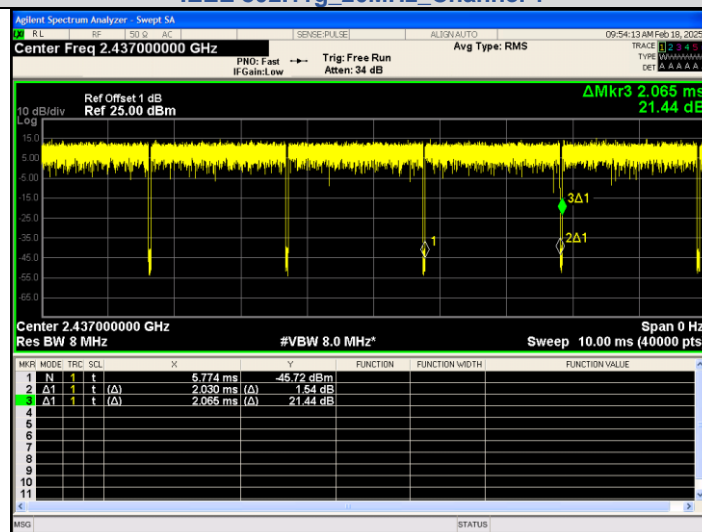 Agilent Spectrum Analyzer - Swept SA
RL RF 50 Ω AC SENSE:PULSE ALIGNAUTO 09:54:13 AM Feb 18, 2025
Center Freq 2.437000000 GHz
PNO: Fast
IFGain:Low
Trig: Free Run
Atten: 34 dB
Avg Type: RMS
TRACE 1 2 3 4 5
TYPE
DET A A A A A
ΔMkr3 2.065 ms
21.44 dB
Ref Offset 1 dB
10 dB/div Ref 25.00 dBm
Log
15.0
5.00
-5.00
-15.0
-25.0
-35.0
-45.0
-55.0
-65.0
3Δ1
2Δ1
1
Center 2.437000000 GHz Span 0 Hz
Res BW 8 MHz #VBW 8.0 MHz* Sweep 10.00 ms (40000 pts
MKR MODE TRC SCL X Y FUNCTION FUNCTION WIDTH FUNCTION VALUE
1 N 1 t 5.774 ms -45.72 dBm
2 Δ1 1 t (Δ) 2.030 ms (Δ) 1.54 dB
3 Δ1 1 t (Δ) 2.065 ms (Δ) 21.44 dB
4
5
6
7
8
9
10
11
MSG STATUS